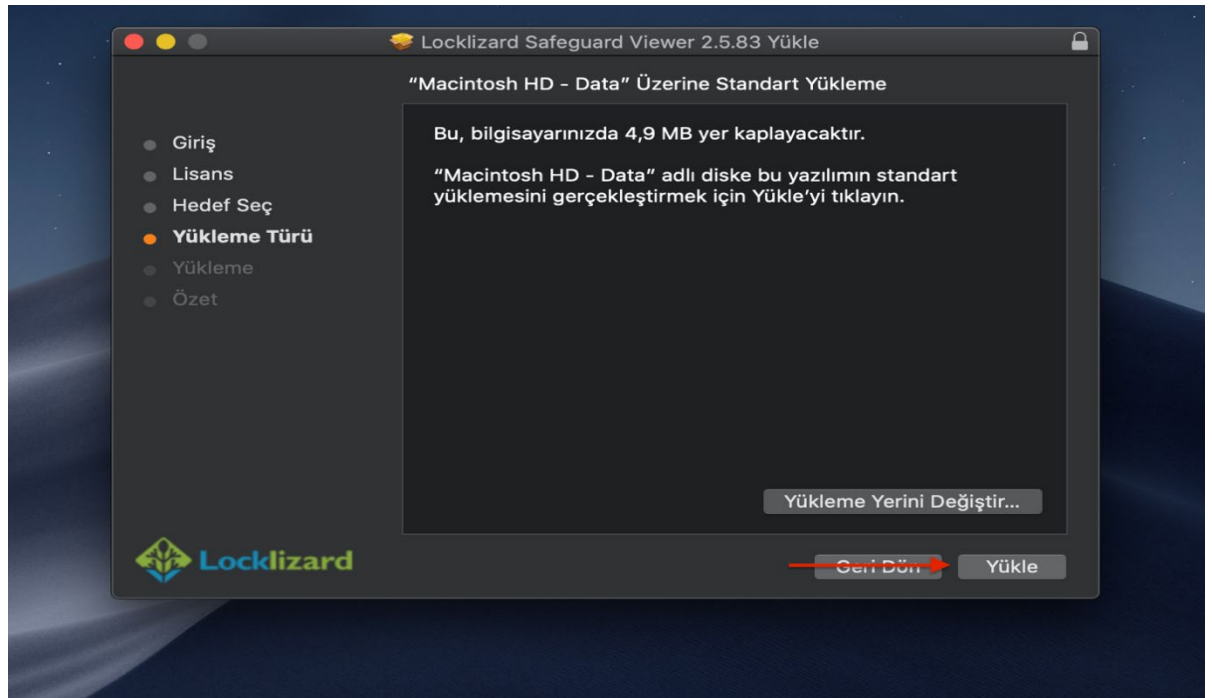 Locklizard Safeguard Viewer 2.5.83 Yükle
“Macintosh HD - Data” Üzerine Standart Yükleme
Giriş
Lisans
Hedef Seç
Yükleme Türü
Yükleme
Özet
Bu, bilgisayarınızda 4,9 MB yer kaplayacaktır.
“Macintosh HD - Data” adlı diske bu yazılımın standart
yüklemesini gerçekleştirmek için Yükle’yi tıklayın.
Yükleme Yerini Değiştir...
Locklizard
Geri Dön
Yükle